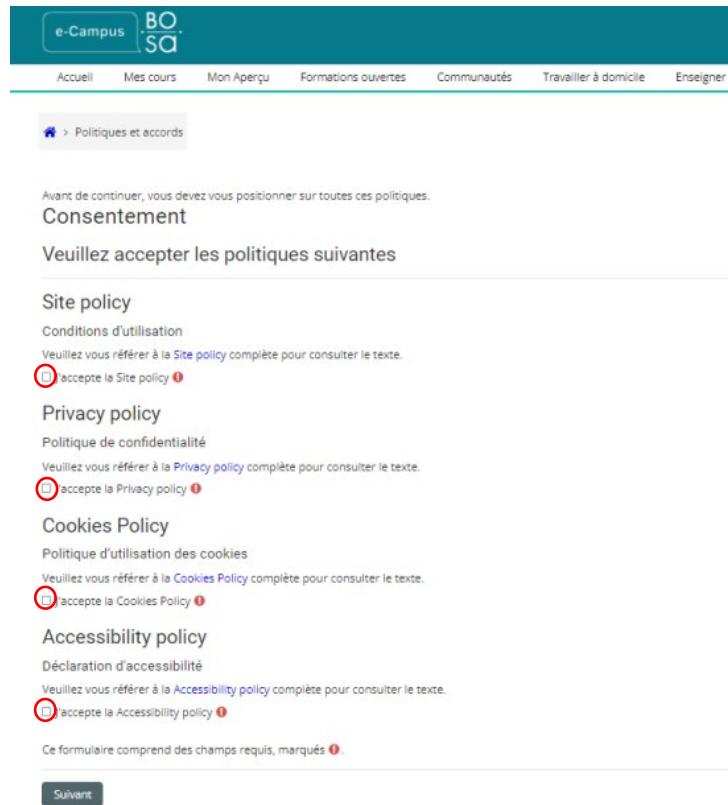 e-Campus
BO
SA
Accueil Mes cours Mon Aperçu Formations ouvertes Communautés Travailler à domicile Enseigner
> Politiques et accords
Avant de continuer, vous devez vous positionner sur toutes ces politiques.
Consentement
Veuillez accepter les politiques suivantes
Site policy
Conditions d'utilisation
Veuillez vous référer à la Site policy complète pour consulter le texte.
J'accepte la Site policy
Privacy policy
Politique de confidentialité
Veuillez vous référer à la Privacy policy complète pour consulter le texte.
J'accepte la Privacy policy
Cookies Policy
Politique d'utilisation des cookies
Veuillez vous référer à la Cookies Policy complète pour consulter le texte.
J'accepte la Cookies Policy
Accessibility policy
Déclaration d'accessibilité
Veuillez vous référer à la Accessibility policy complète pour consulter le texte.
J'accepte la Accessibility policy
Ce formulaire comprend des champs requis, marqués .
Suivant